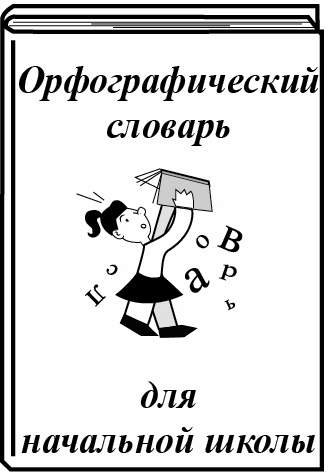 Орфографический
словарь
с л о в а р ь
для
начальной школы